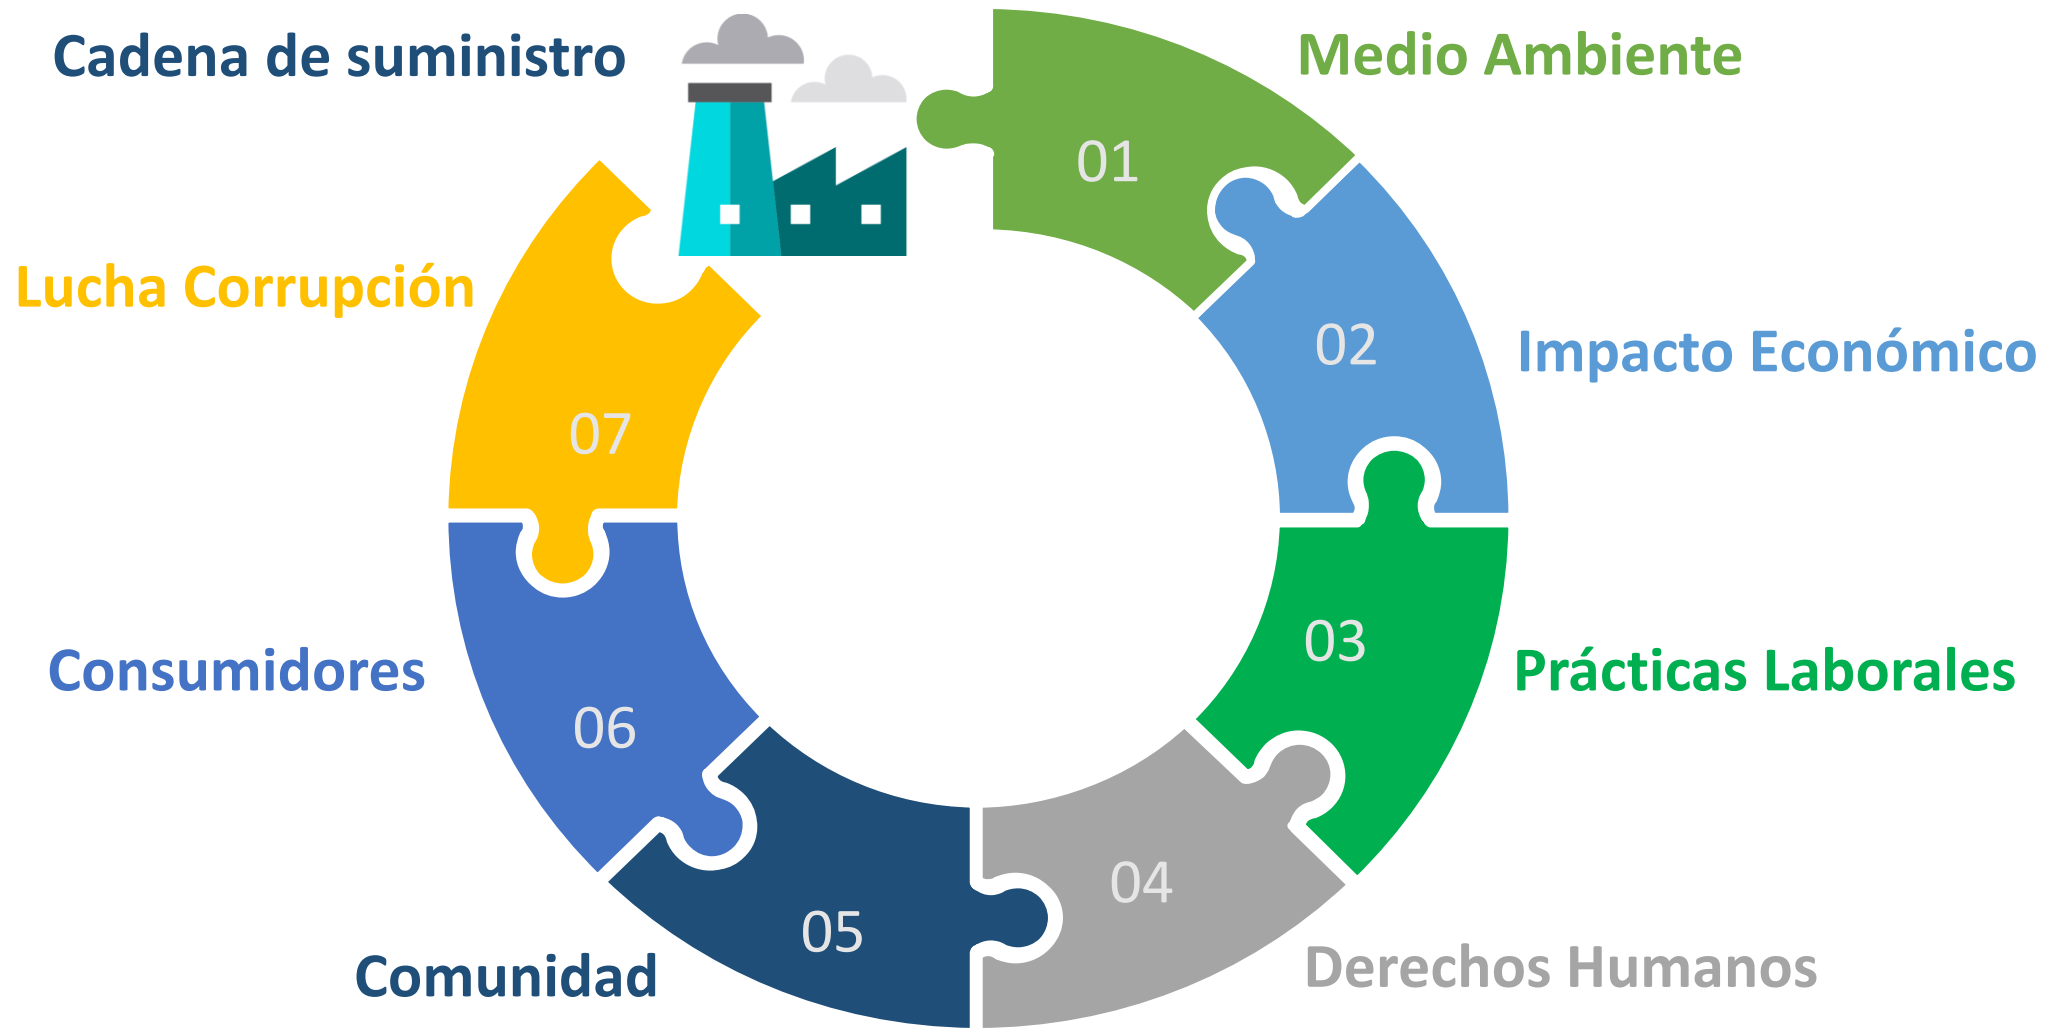 Cadena de suministro
Medio Ambiente
01
Lucha Corrupción
02
Impacto Económico
07
03
Prácticas Laborales
Consumidores
06
04
05
Comunidad
Derechos Humanos